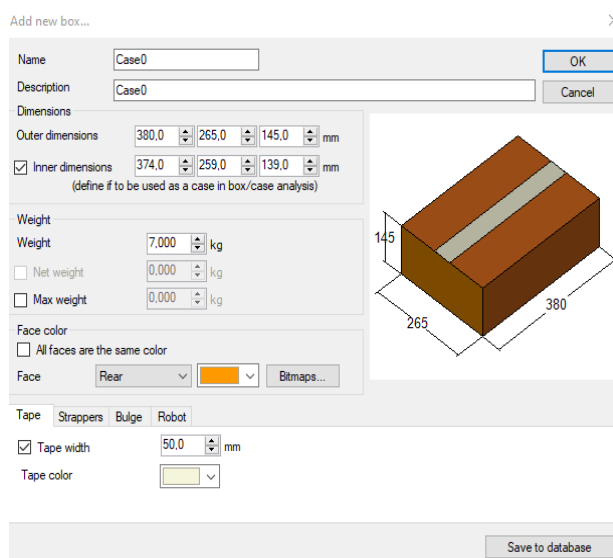 Add new box...
Name Case0 OK
Description Case0 Cancel
Dimensions
Outer dimensions 380,0 265,0 145,0 mm
Inner dimensions 374,0 259,0 139,0 mm
(define if to be used as a case in box/case analysis)
Weight
Weight 7,000 kg
Net weight 0,000 kg
Max weight 0,000 kg
Face color
All faces are the same color
Face Rear Bitmaps...
145
265
380
Tape Strappers Bulge Robot
Tape width 50,0 mm
Tape color
Save to database